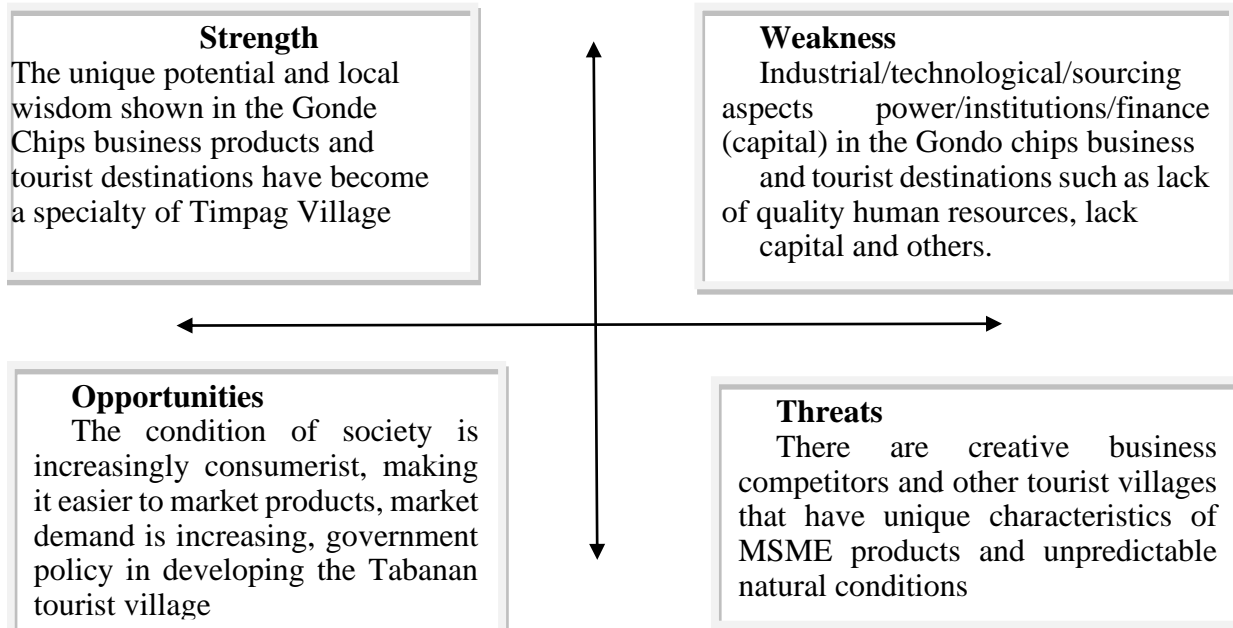 Strength
The unique potential and local
wisdom shown in the Gonde
Chips business products and
tourist destinations have become
a specialty of Timpag Village
Weakness
Industrial/technological/sourcing
aspects power/institutions/finance
(capital) in the Gondo chips business
and tourist destinations such as lack
of quality human resources, lack
capital and others.
Opportunities
The condition of society is
increasingly consumerist, making
it easier to market products, market
demand is increasing, government
policy in developing the Tabanan
tourist village
Threats
There are creative business
competitors and other tourist villages
that have unique characteristics of
MSME products and unpredictable
natural conditions